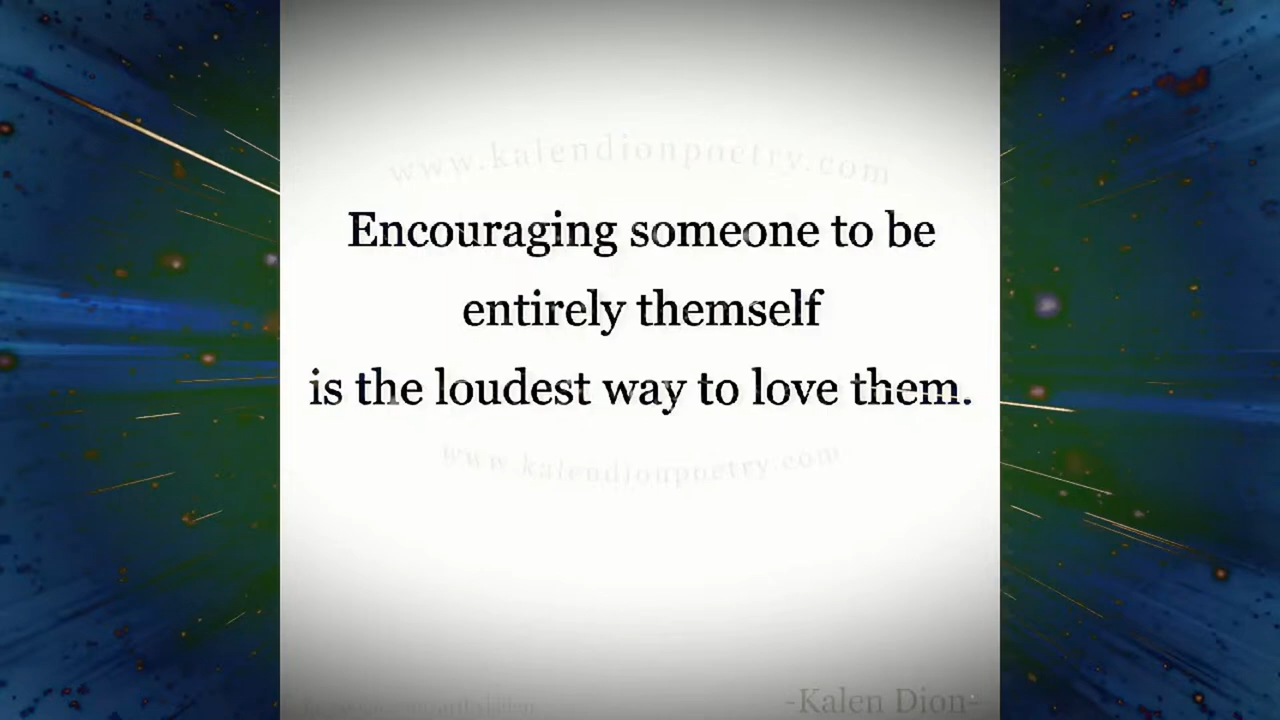 www.kalendionpoetry.com
Encouraging someone to be
entirely themself
is the loudest way to love them.
www.kalendionpoetry.com
-Kalen Dion-